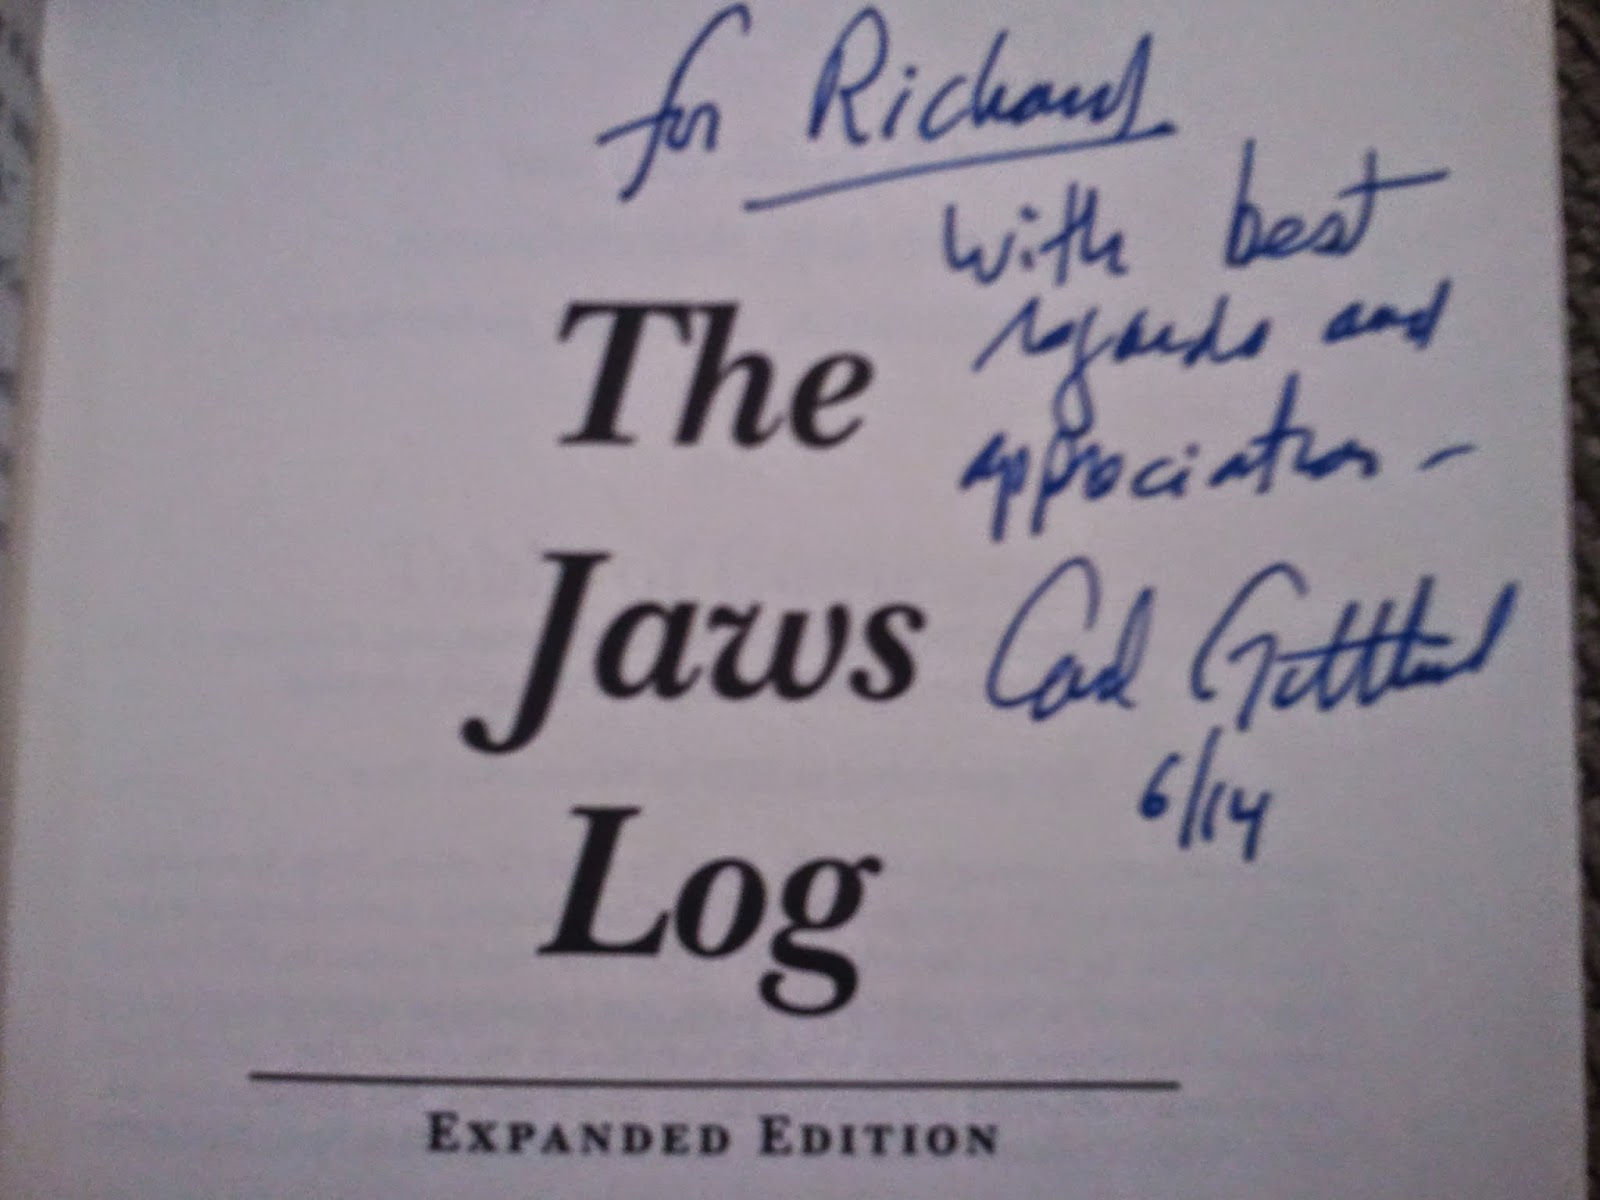 for Richard
with best
regards and
appreciation -
Carl Gottlieb
6/14
The
Jaws
Log
EXPANDED EDITION